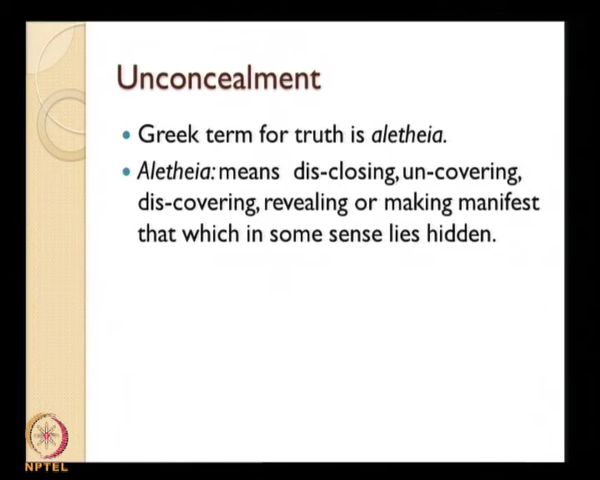 Unconcealment
• Greek term for truth is aletheia.
• Aletheia: means dis-closing, un-covering,
dis-covering, revealing or making manifest
that which in some sense lies hidden.
NPTEL